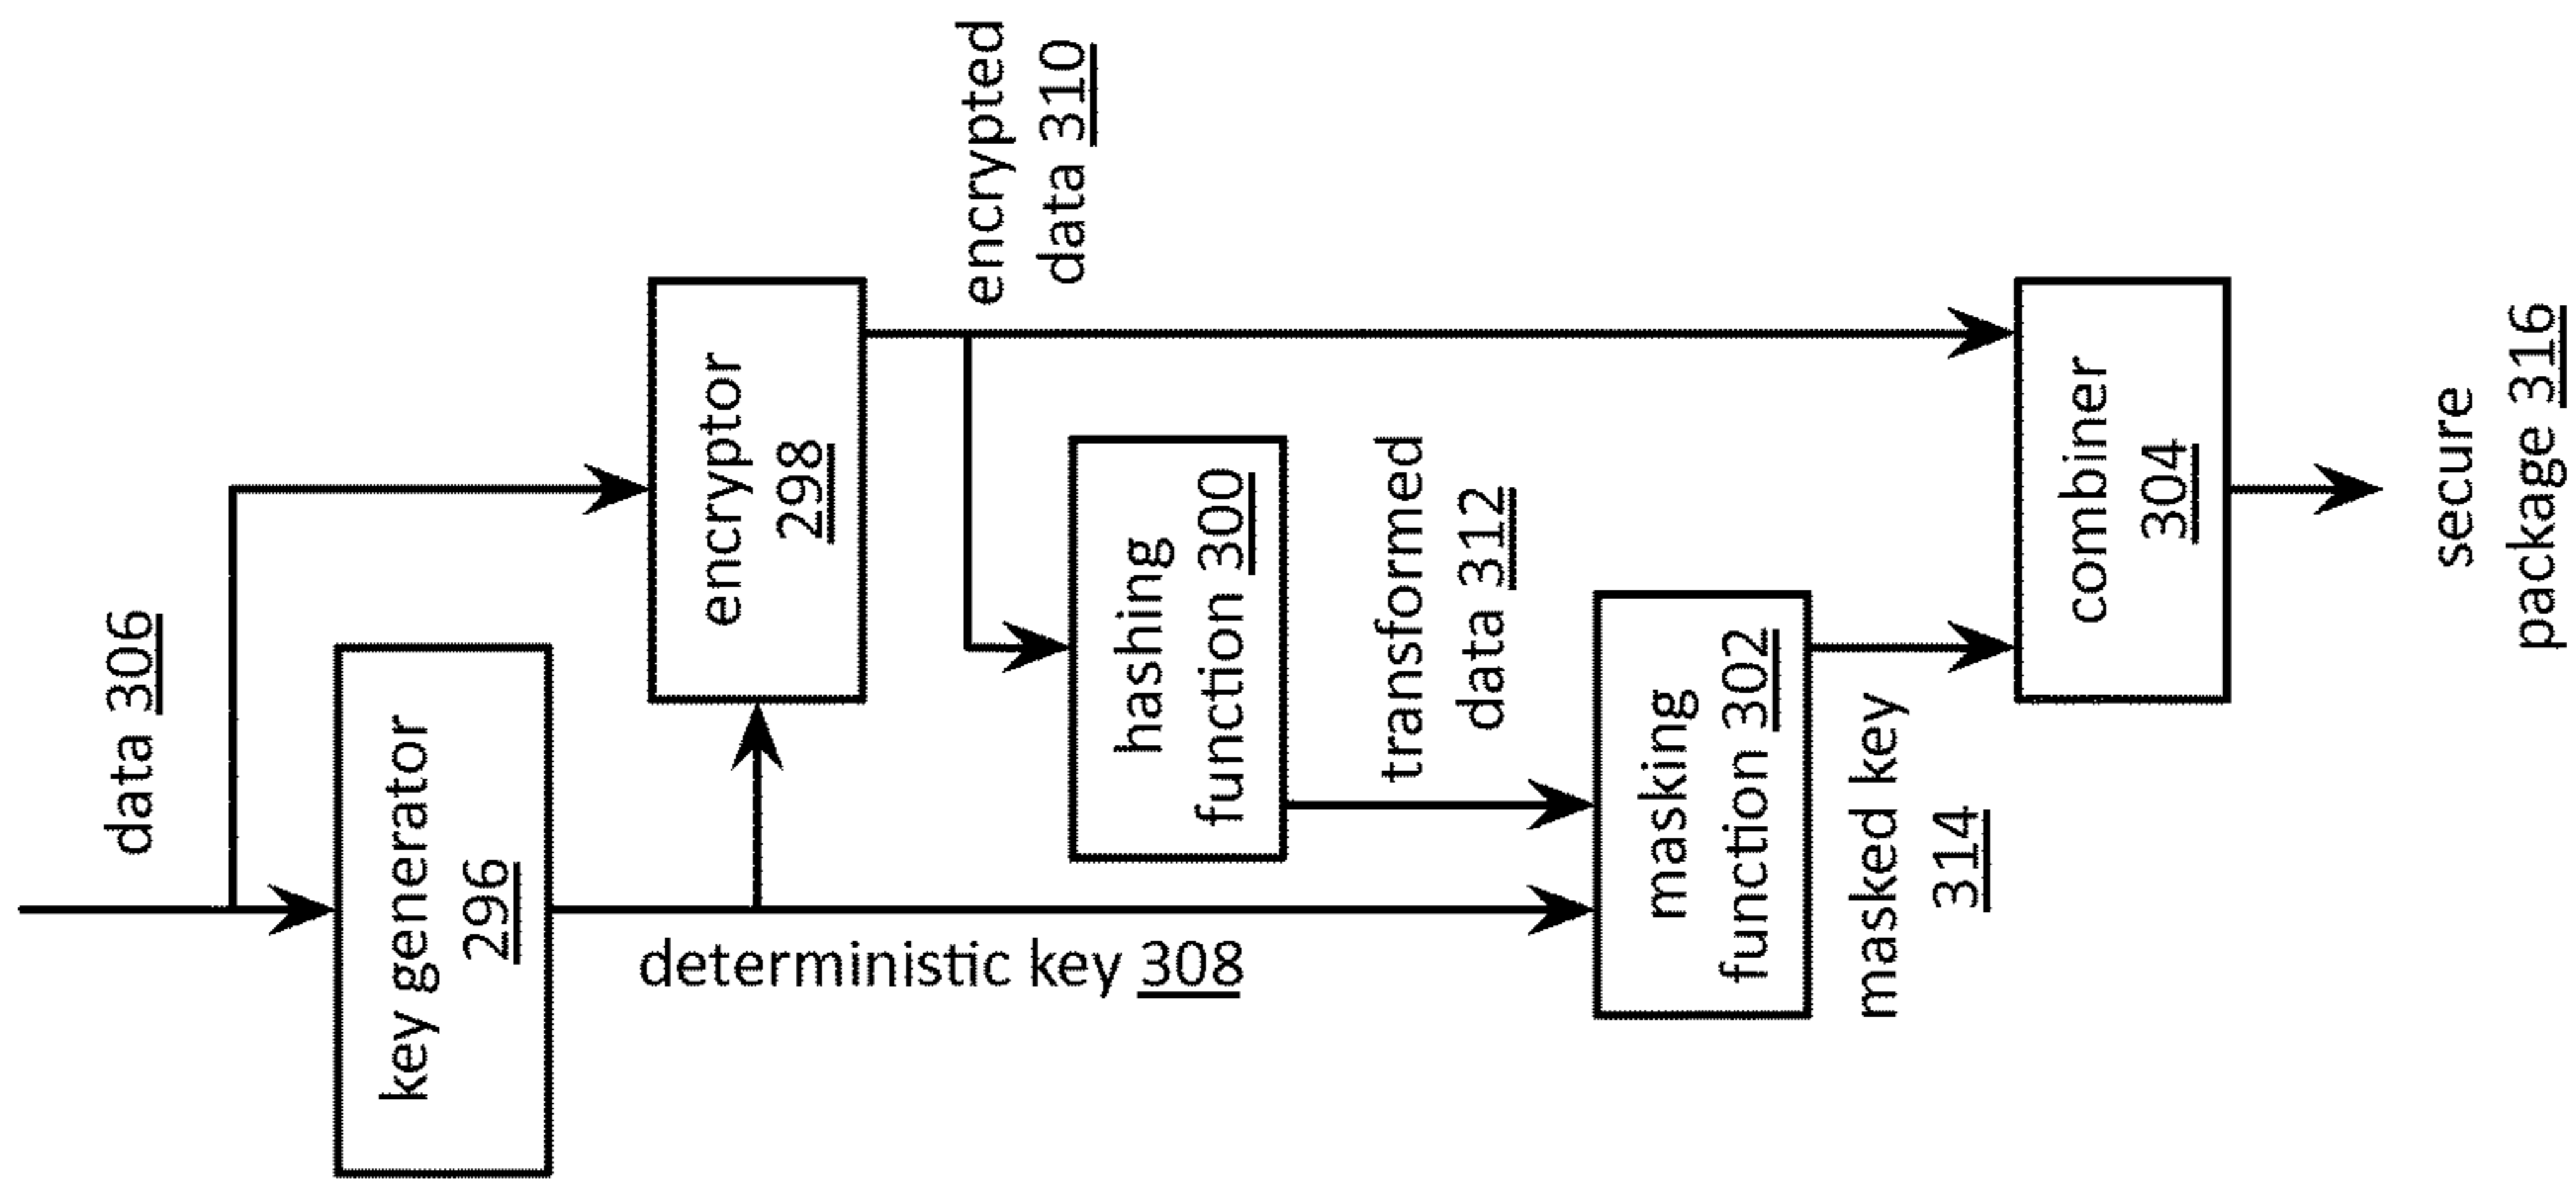 data 306
key generator
296
deterministic key 308
encryptor
298
encrypted
data 310
hashing
function 300
transformed
data 312
masking
function 302
masked key
314
combiner
304
secure
package 316